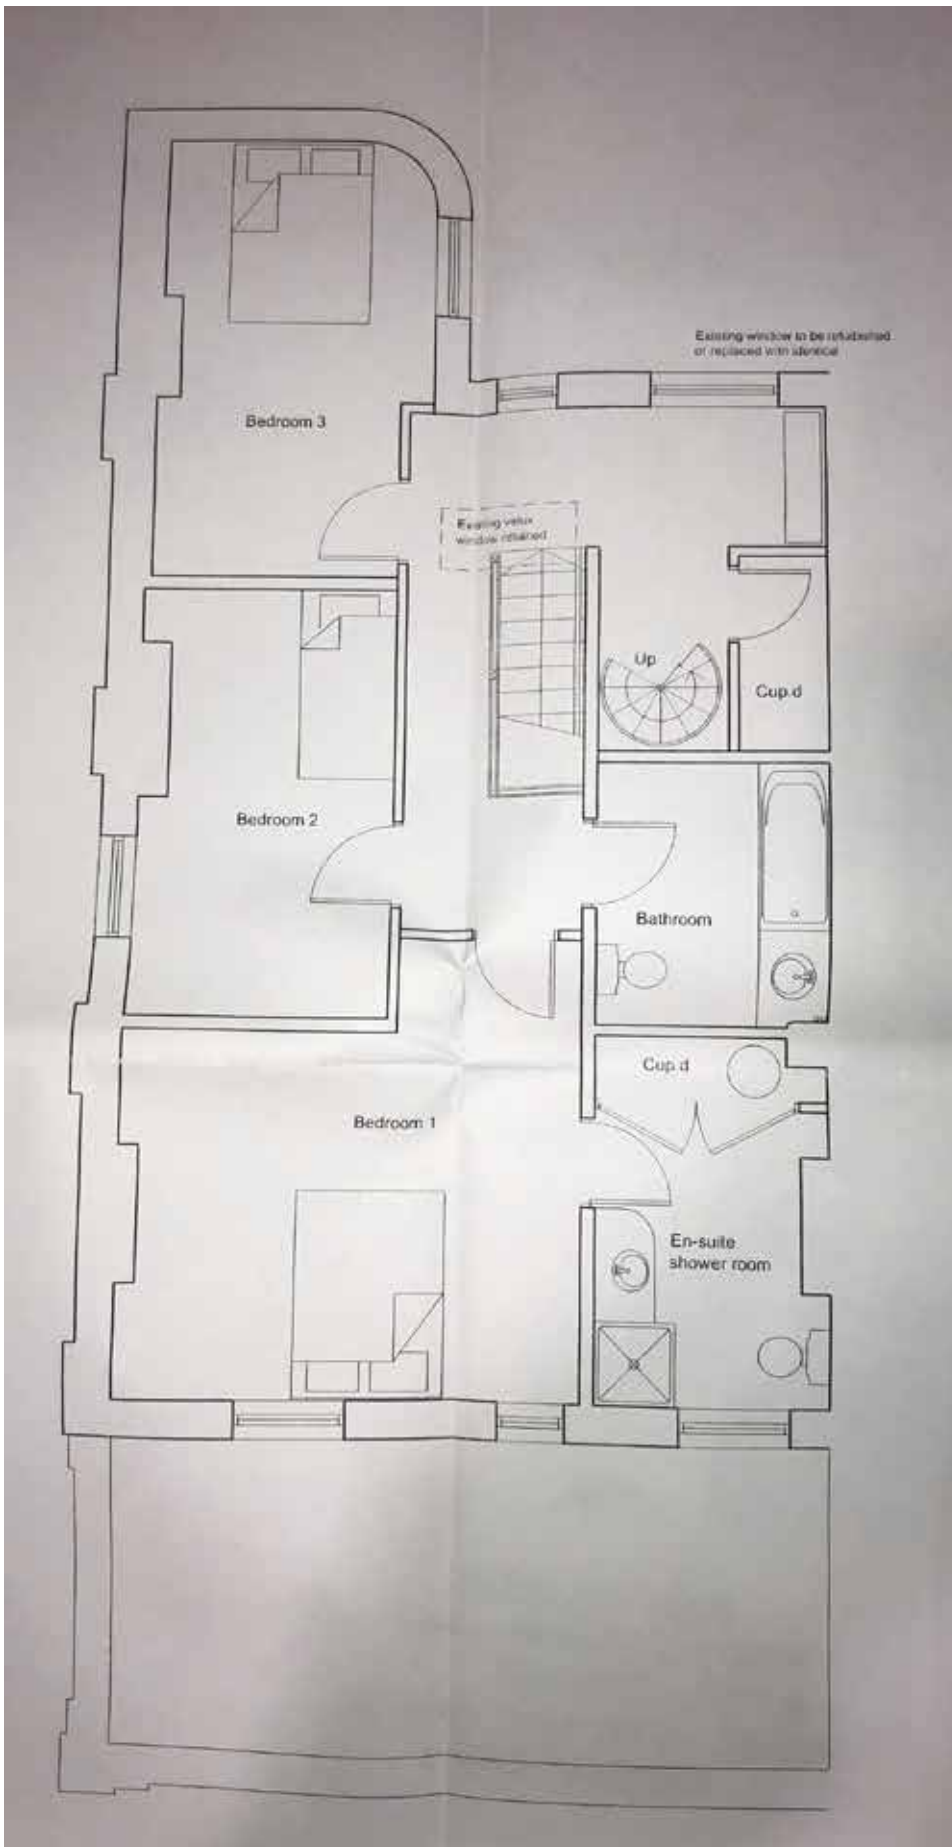 Existing window to be refurbished
or replaced with identical
Bedroom 3
Existing velux
window retained
Up
Cup.d
Bedroom 2
Bathroom
Cup.d
Bedroom 1
En-suite
shower room